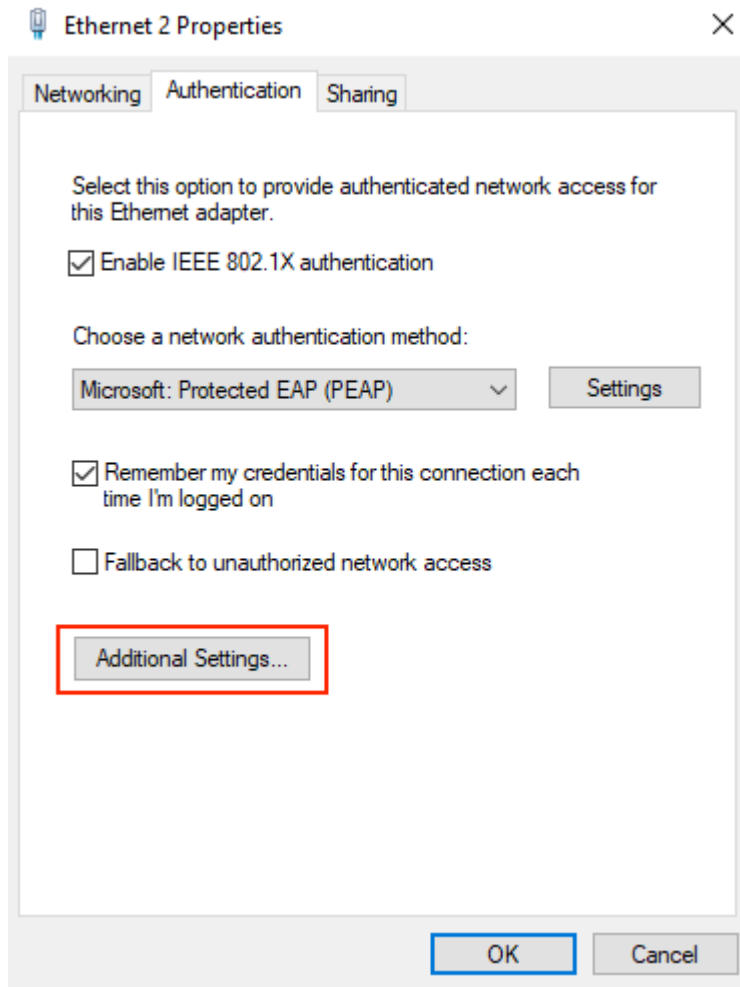 Ethernet 2 Properties
Networking Authentication Sharing
Select this option to provide authenticated network access for
this Ethernet adapter.
Enable IEEE 802.1X authentication
Choose a network authentication method:
Microsoft: Protected EAP (PEAP) Settings
Remember my credentials for this connection each
time I'm logged on
Fallback to unauthorized network access
Additional Settings...
OK Cancel